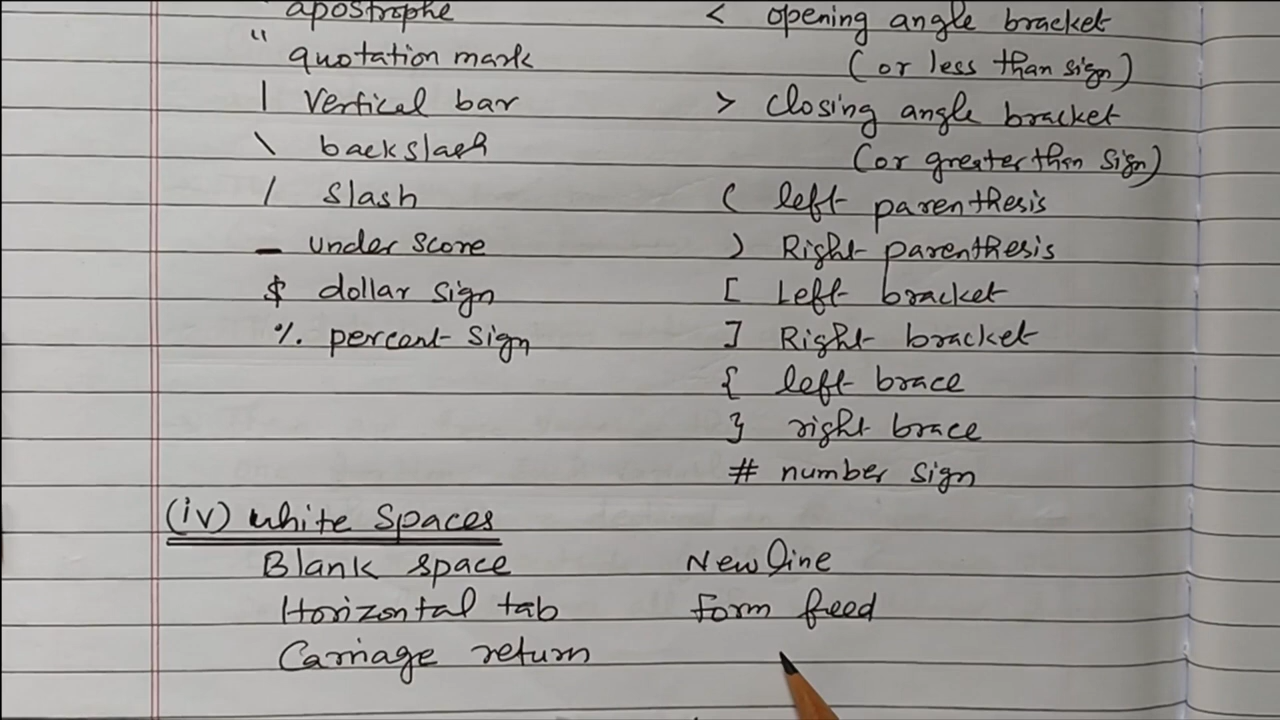 apostrophe
" quotation mark
| Vertical bar
\ backslash
/ Slash
_ under score
$ dollar sign
% percent sign
< opening angle bracket
(or less than sign)
> closing angle bracket
(or greater than sign)
( left parenthesis
) Right parenthesis
[ Left bracket
] Right bracket
{ left brace
} right brace
# number sign
(iv) white spaces
Blank space
Horizontal tab
Carriage return
New line
form feed